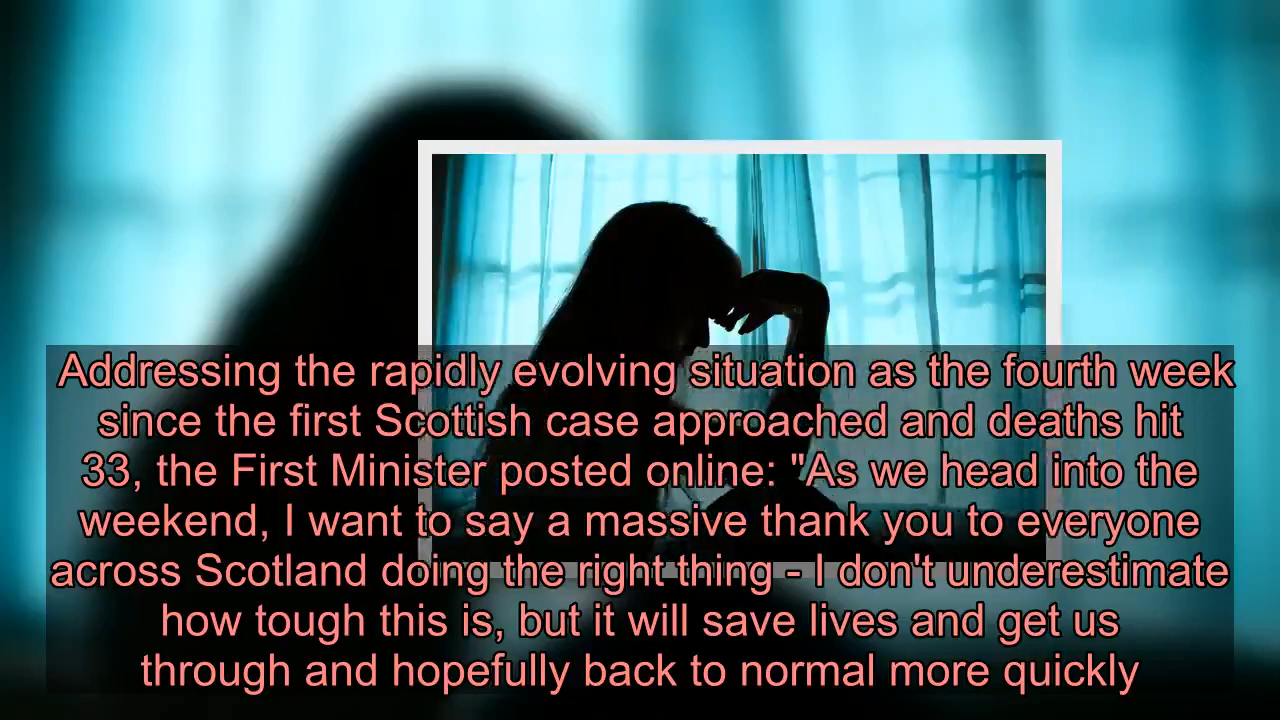 Addressing the rapidly evolving situation as the fourth week
since the first Scottish case approached and deaths hit
33, the First Minister posted online: "As we head into the
weekend, I want to say a massive thank you to everyone
across Scotland doing the right thing - I don't underestimate
how tough this is, but it will save lives and get us
through and hopefully back to normal more quickly